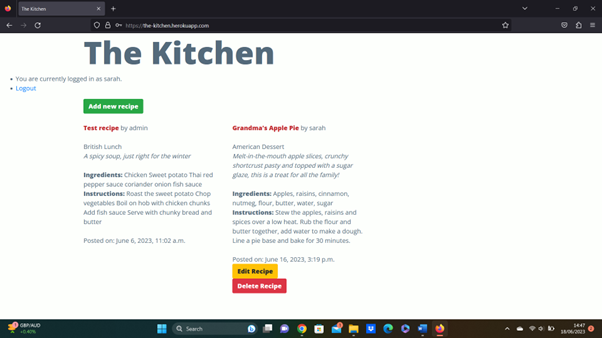 The Kitchen
https://the-kitchen.herokuapp.com
The Kitchen
You are currently logged in as sarah.
Logout
Add new recipe
Test recipe by admin
British Lunch
A spicy soup, just right for the winter
Ingredients: Chicken Sweet potato Thai red
pepper sauce coriander onion fish sauce
Instructions: Roast the sweet potato Chop
vegetables Boil on hob with chicken chunks
Add fish sauce Serve with chunky bread and
butter
Posted on: June 6, 2023, 11:02 a.m.
Grandma's Apple Pie by sarah
American Dessert
Melt-in-the-mouth apple slices, crunchy
shortcrust pasty and topped with a sugar
glaze, this is a treat for all the family!
Ingredients: Apples, raisins, cinnamon,
nutmeg, flour, butter, water, sugar
Instructions: Stew the apples, raisins and
spices over a low heat. Rub the flour and
butter together, add water to make a dough.
Line a pie base and bake for 30 minutes.
Posted on: June 16, 2023, 3:19 p.m.
Edit Recipe
Delete Recipe
GBP/AUD
+0.40%
Search
14:47
18/06/2023